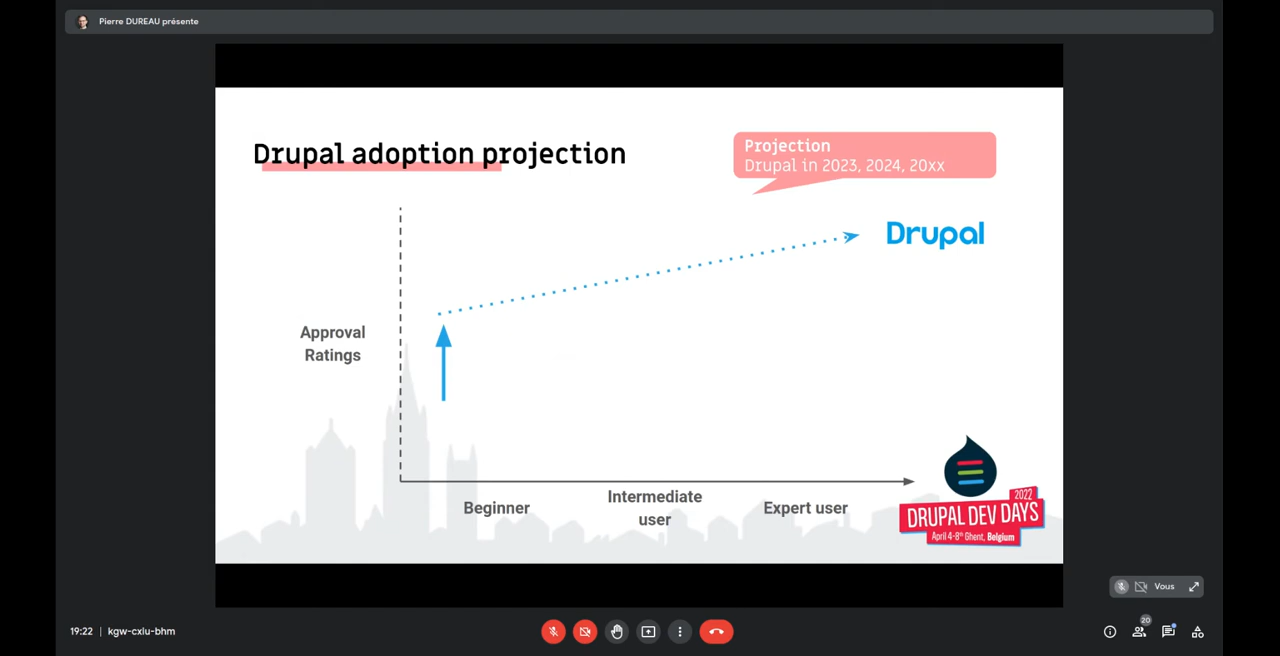 Pierre DUREAU présente
Drupal adoption projection
Projection
Drupal in 2023, 2024, 20xx
Drupal
Approval
Ratings
Beginner
Intermediate
user
Expert user
2022
DRUPAL DEV DAYS
April 4-8th Ghent, Belgium
Vous
19:22 | kgw-cxlu-bhm
20